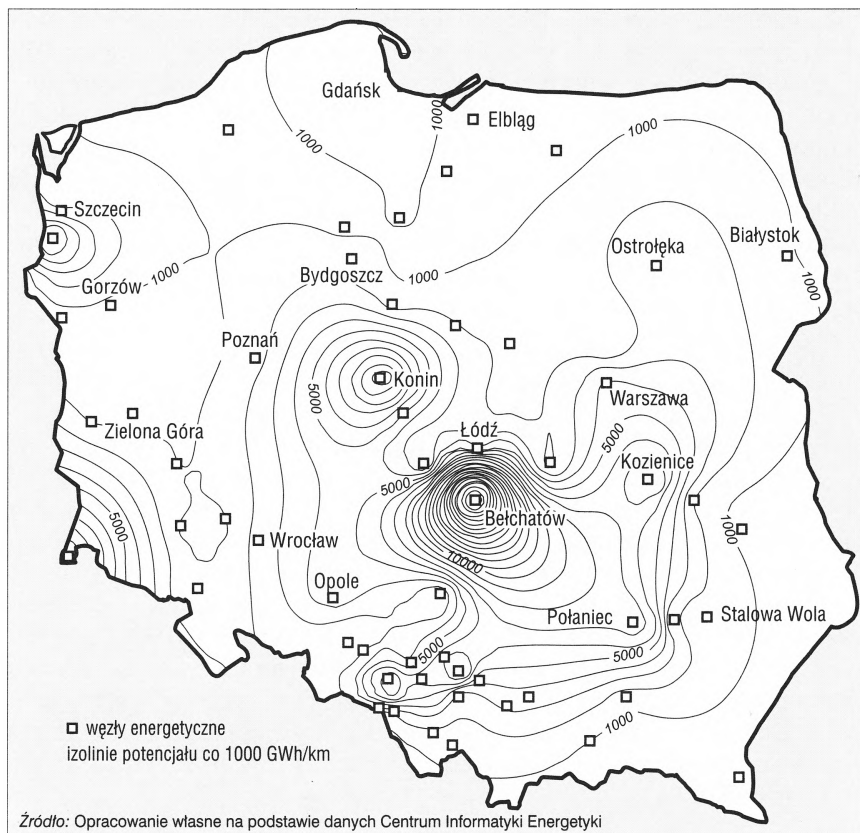 Gdańsk
1000
1000
Elbląg
1000
Szczecin
Ostrołęka
Białystok
1000
Bydgoszcz
1000
1000
Gorzów
Poznań
5000
Konin
Warszawa
Zielona Góra
Łódź
5000
Kozienice
5000
5000
Bełchatów
1000
Wrocław
10000
Opole
Połaniec
Stalowa Wola
5000
5000
1000
węzły energetyczne
izolinie potencjału co 1000 GWh/km
Źródło: Opracowanie własne na podstawie danych Centrum Informatyki Energetyki